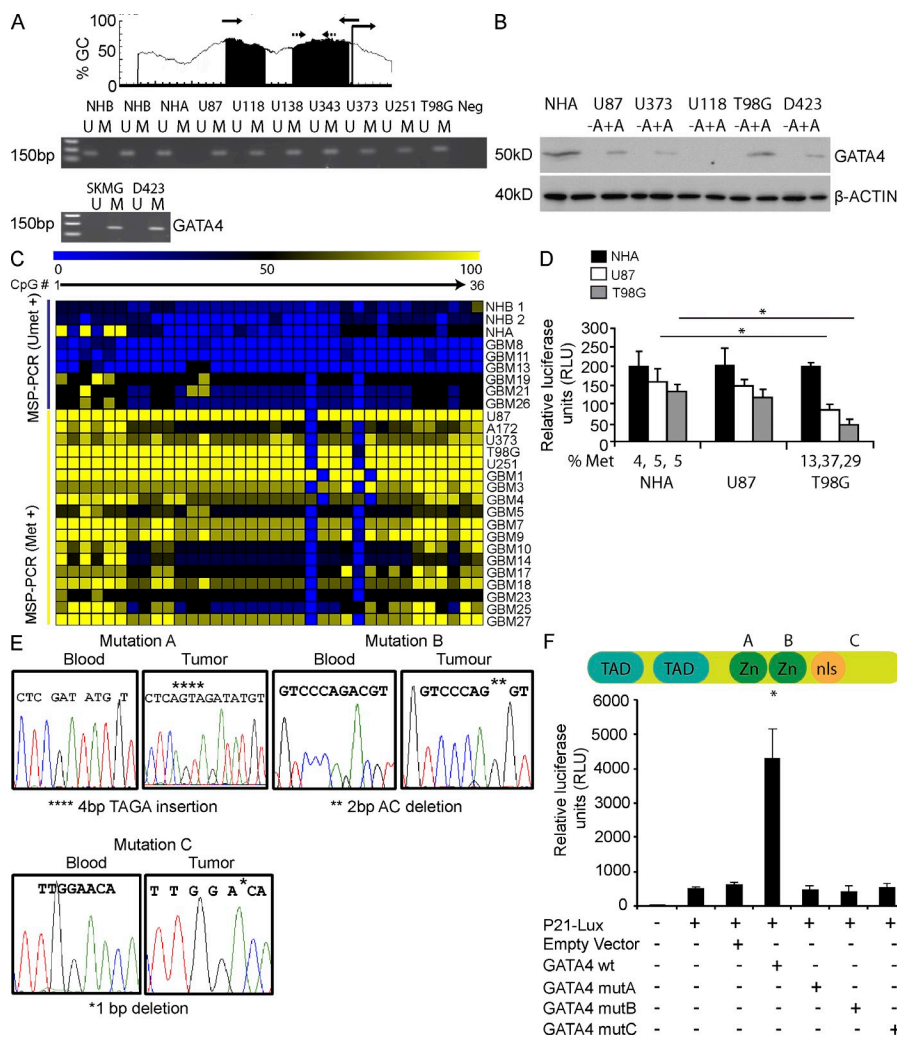 A
100
50
0
% GC
NHB NHB NHA U87 U118 U138 U343 U373 U251 T98G Neg
U M U M U M U M U M U M U M U M U M U M
150bp
SKMG D423
U M U M
150bp
GATA4
B
NHA U87 U373 U118 T98G D423
-A+A -A+A -A+A -A+A -A+A
50kD
GATA4
40kD
β-ACTIN
C
0 50 100
CpG # 1 36
MSP-PCR (Umet +)
NHB 1
NHB 2
NHA
GBM8
GBM11
GBM13
GBM19
GBM21
GBM26
MSP-PCR (Met +)
U87
A172
U373
T98G
U251
GBM1
GBM3
GBM4
GBM5
GBM7
GBM9
GBM10
GBM14
GBM17
GBM18
GBM23
GBM25
GBM27
D
NHA
U87
T98G
*
*
Relative luciferase
units (RLU)
200
150
200
150
100
50
0
% Met
4, 5, 5 13,37,29
NHA U87 T98G
E
Mutation A
Blood Tumor
CTC GAT ATG T
****
CTCAGTAGATATGT
**** 4bp TAGA insertion
Mutation B
Blood Tumour
GTCCCAGACGT
GTCCCAG ** GT
** 2bp AC deletion
Mutation C
Blood Tumor
TTGGAACA
T T G G A * CA
*1 bp deletion
F
A B C
TAD TAD Zn Zn nls
*
Relative luciferase
units (RLU)
6000
5000
4000
3000
2000
1000
0
P21-Lux - + + + + + +
Empty Vector - - + - - - -
GATA4 wt - - - + - - -
GATA4 mutA - - - - + - -
GATA4 mutB - - - - - + -
GATA4 mutC - - - - - - +